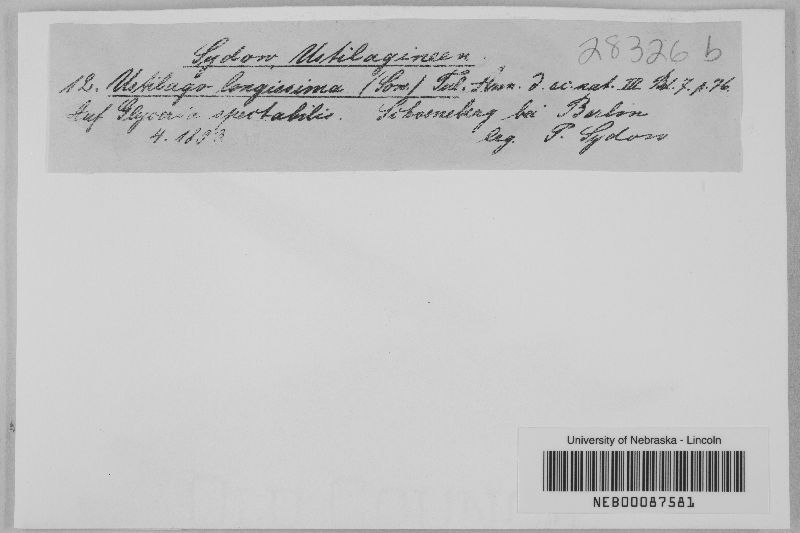 Sydow, Ustilagineen.
28326 b
12. Ustilago longissima (Sow.) Tul. Ann. d. sc. nat. III Bd. 7. p. 76.
Auf Glyceria spectabilis. Schoeneberg bei Berlin
4. 1893. leg. P. Sydow
University of Nebraska - Lincoln
NEB00087581